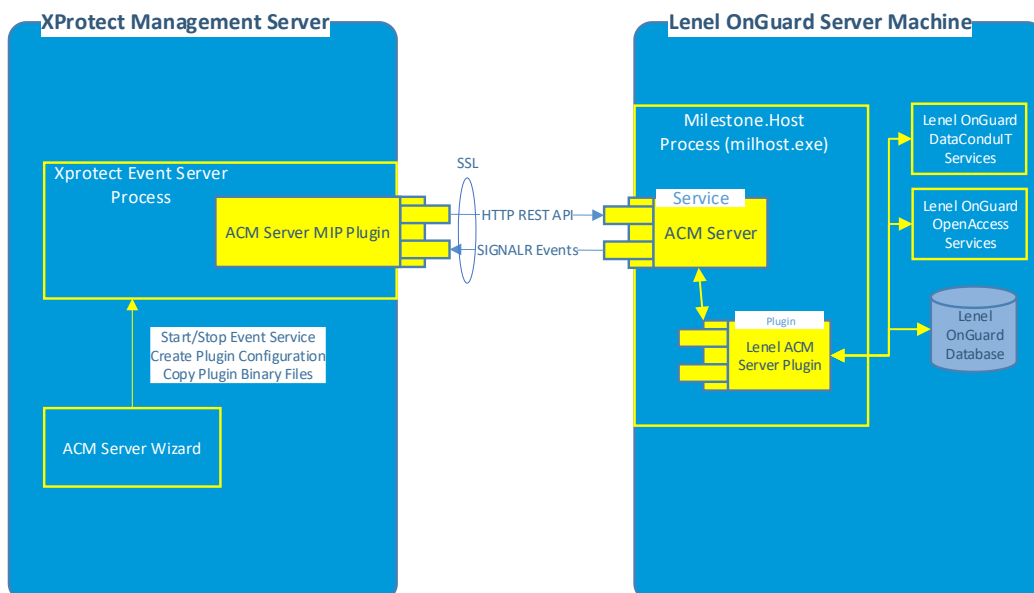 XProtect Management Server
Xprotect Event Server
Process
ACM Server MIP Plugin
Start/Stop Event Service
Create Plugin Configuration
Copy Plugin Binary Files
ACM Server Wizard
SSL
HTTP REST API
SIGNALR Events
Lenel OnGuard Server Machine
Milestone.Host
Process (milhost.exe)
Service
ACM Server
Plugin
Lenel ACM
Server Plugin
Lenel OnGuard
DataConduIT
Services
Lenel OnGuard
OpenAccess
Services
Lenel
OnGuard
Database